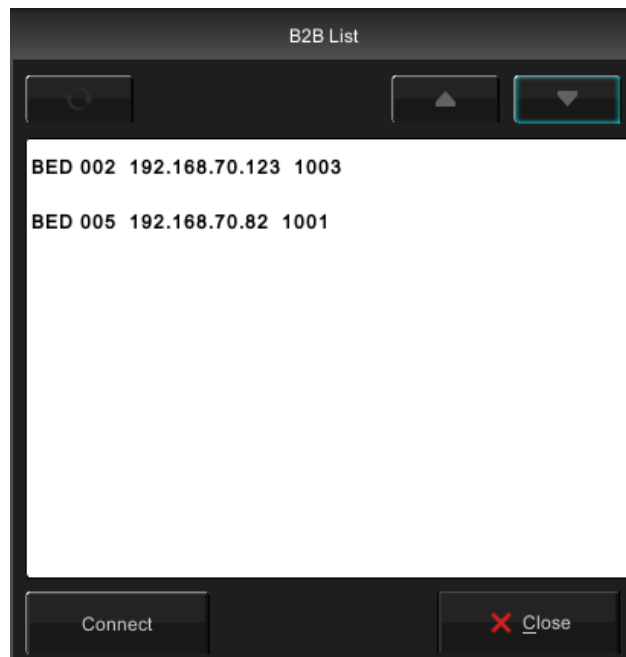 B2B List
BED 002 192.168.70.123 1003
BED 005 192.168.70.82 1001
Connect
Close